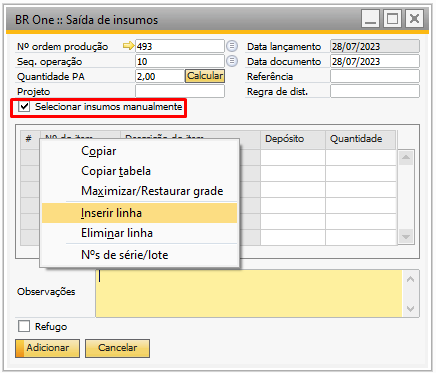 BR One :: Saída de insumos
Nº ordem produção 493 Data lançamento 28/07/2023
Seq. operação 10 Data documento 28/07/2023
Quantidade PA 2,00 Calcular Referência
Projeto Regra de dist.
Selecionar insumos manualmente
# Nº do item Descrição do item Depósito Quantidade
Copiar
Copiar tabela
Maximizar/Restaurar grade
Inserir linha
Eliminar linha
Nºs de série/lote
Observações
Refugo
Adicionar Cancelar